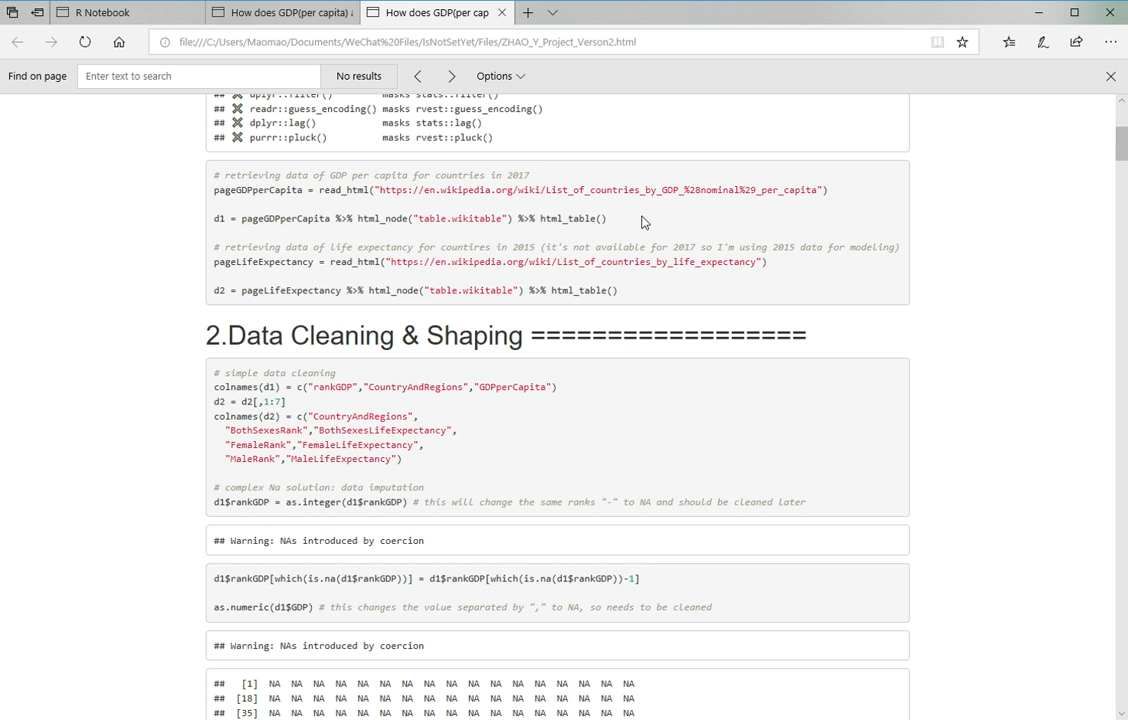 R Notebook
How does GDP(per capita) a
How does GDP(per cap
file:///C:/Users/Maomao/Documents/WeChat%20Files/IsNotSetYet/Files/ZHAO_Y_Project_Verson2.html
Find on page
Enter text to search
No results
Options
## ✖ dplyr::filter() masks stats::filter()
## ✖ readr::guess_encoding() masks rvest::guess_encoding()
## ✖ dplyr::lag() masks stats::lag()
## ✖ purrr::pluck() masks rvest::pluck()
# retrieving data of GDP per capita for countries in 2017
pageGDPperCapita = read_html("https://en.wikipedia.org/wiki/List_of_countries_by_GDP_%28nominal%29_per_capita")
d1 = pageGDPperCapita %>% html_node("table.wikitable") %>% html_table()
# retrieving data of life expectancy for countires in 2015 (it's not available for 2017 so I'm using 2015 data for modeling)
pageLifeExpectancy = read_html("https://en.wikipedia.org/wiki/List_of_countries_by_life_expectancy")
d2 = pageLifeExpectancy %>% html_node("table.wikitable") %>% html_table()
2.Data Cleaning & Shaping ==================
# simple data cleaning
colnames(d1) = c("rankGDP","CountryAndRegions","GDPperCapita")
d2 = d2[,1:7]
colnames(d2) = c("CountryAndRegions",
"BothSexesRank","BothSexesLifeExpectancy",
"FemaleRank","FemaleLifeExpectancy",
"MaleRank","MaleLifeExpectancy")
# complex Na solution: data imputation
d1$rankGDP = as.integer(d1$rankGDP) # this will change the same ranks "-" to NA and should be cleaned later
## Warning: NAs introduced by coercion
d1$rankGDP[which(is.na(d1$rankGDP))] = d1$rankGDP[which(is.na(d1$rankGDP))-1]
as.numeric(d1$GDP) # this changes the value separated by "," to NA, so needs to be cleaned
## Warning: NAs introduced by coercion
## [1] NA NA NA NA NA NA NA NA NA NA NA NA NA NA NA NA NA
## [18] NA NA NA NA NA NA NA NA NA NA NA NA NA NA NA NA NA
## [35] NA NA NA NA NA NA NA NA NA NA NA NA NA NA NA NA NA